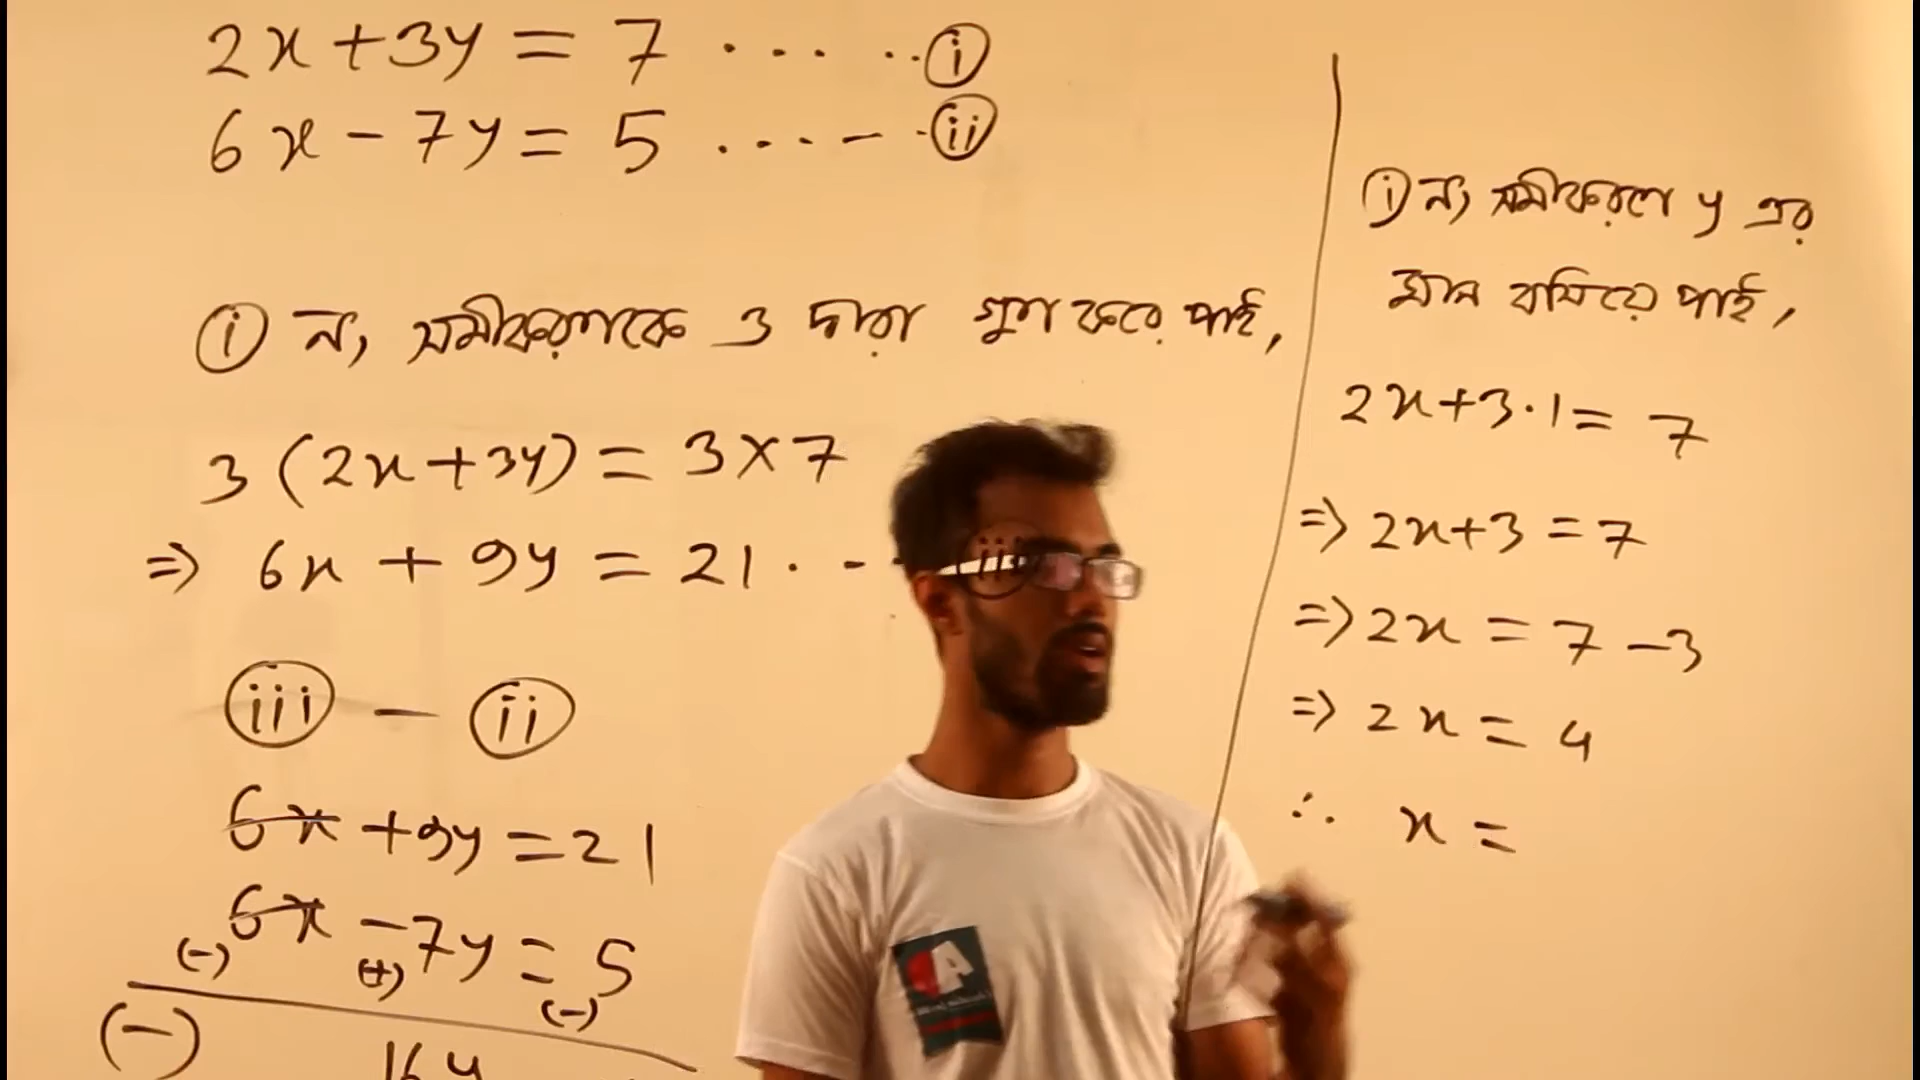 2x+3y = 7 ..... (i)
6x - 7y = 5 ....-- (ii)
(i) নং সমীকরণকে 3 দ্বারা গুণ করে পাই,
3 (2x+3y) = 3×7
=> 6x + 9y = 21 . - - (iii)
(iii) - (ii)
6x +9y = 21
6x -7y = 5
(-) (+) (-)
(-) 16y
(i) নং সমীকরণে y এর
মান বসিয়ে পাই,
2x+3·1 = 7
=> 2x+3 = 7
=> 2x = 7 -3
=> 2x = 4
∴ x =
A